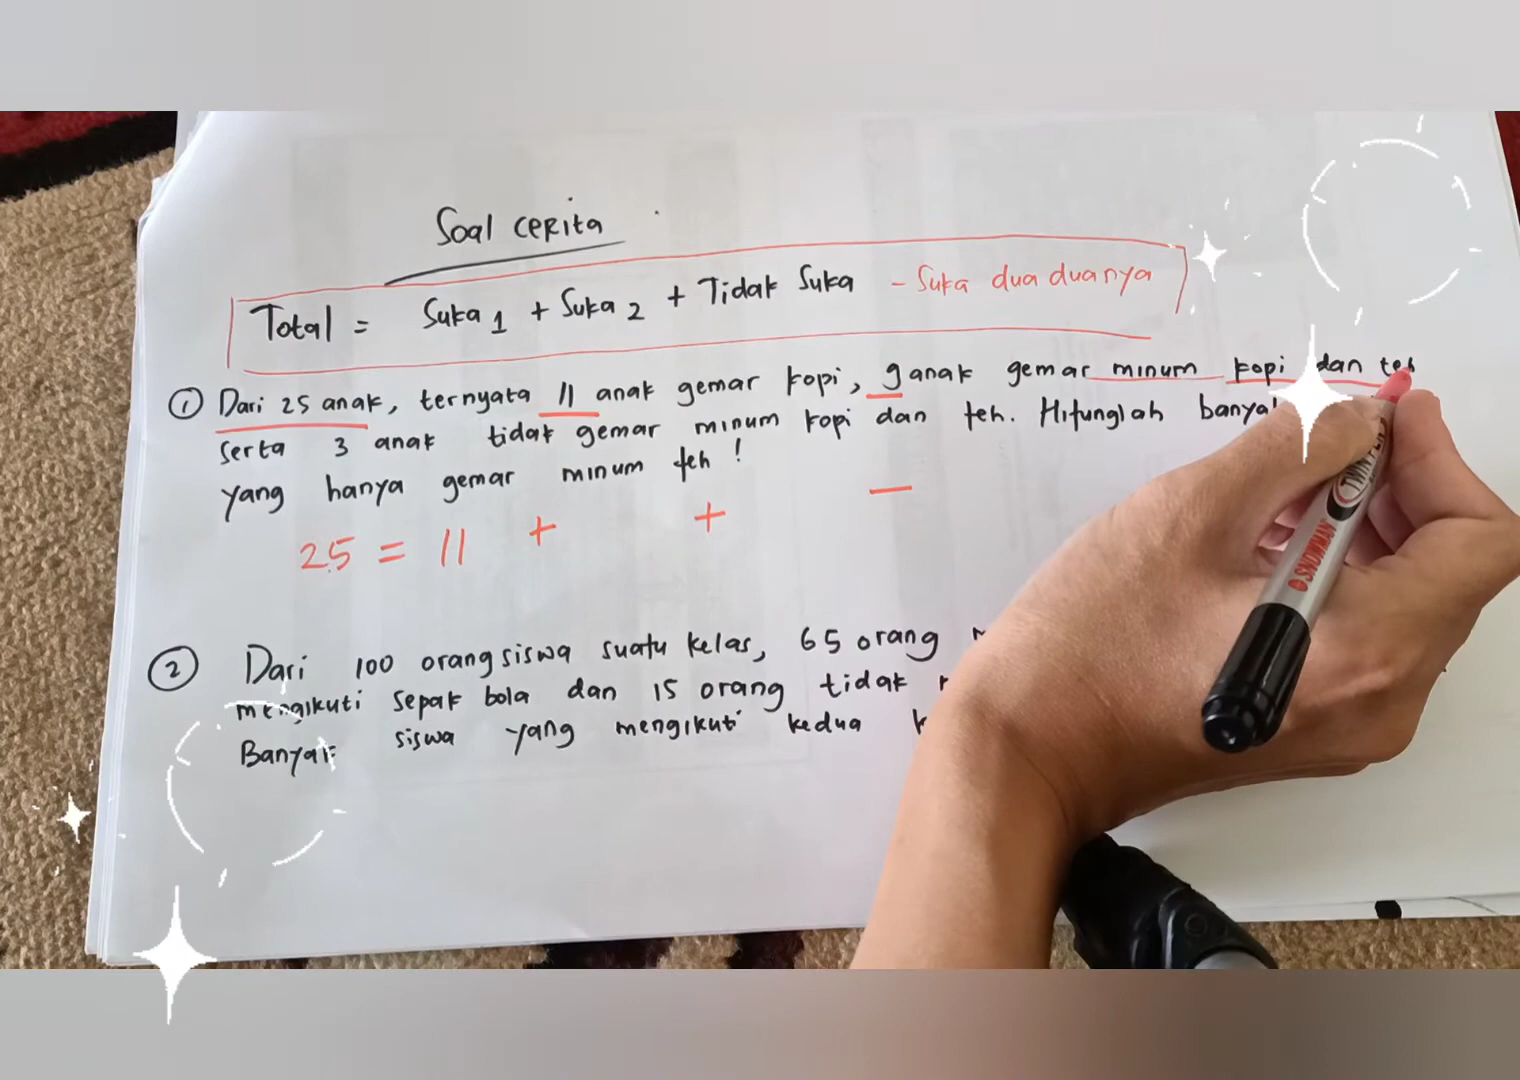 Soal cerita
Total = Suka 1 + Suka 2 + Tidak Suka - Suka dua duanya
① Dari 25 anak, ternyata 11 anak gemar kopi, 9 anak gemar minum kopi dan teh
serta 3 anak tidak gemar minum kopi dan teh. Hitunglah
yang hanya gemar minum teh !
25 = 11 + + —
② Dari 100 orang siswa suatu kelas, 65 orang
mengikuti sepak bola dan 15 orang tidak
Banyak siswa yang mengikuti kedua
SNOWMAN